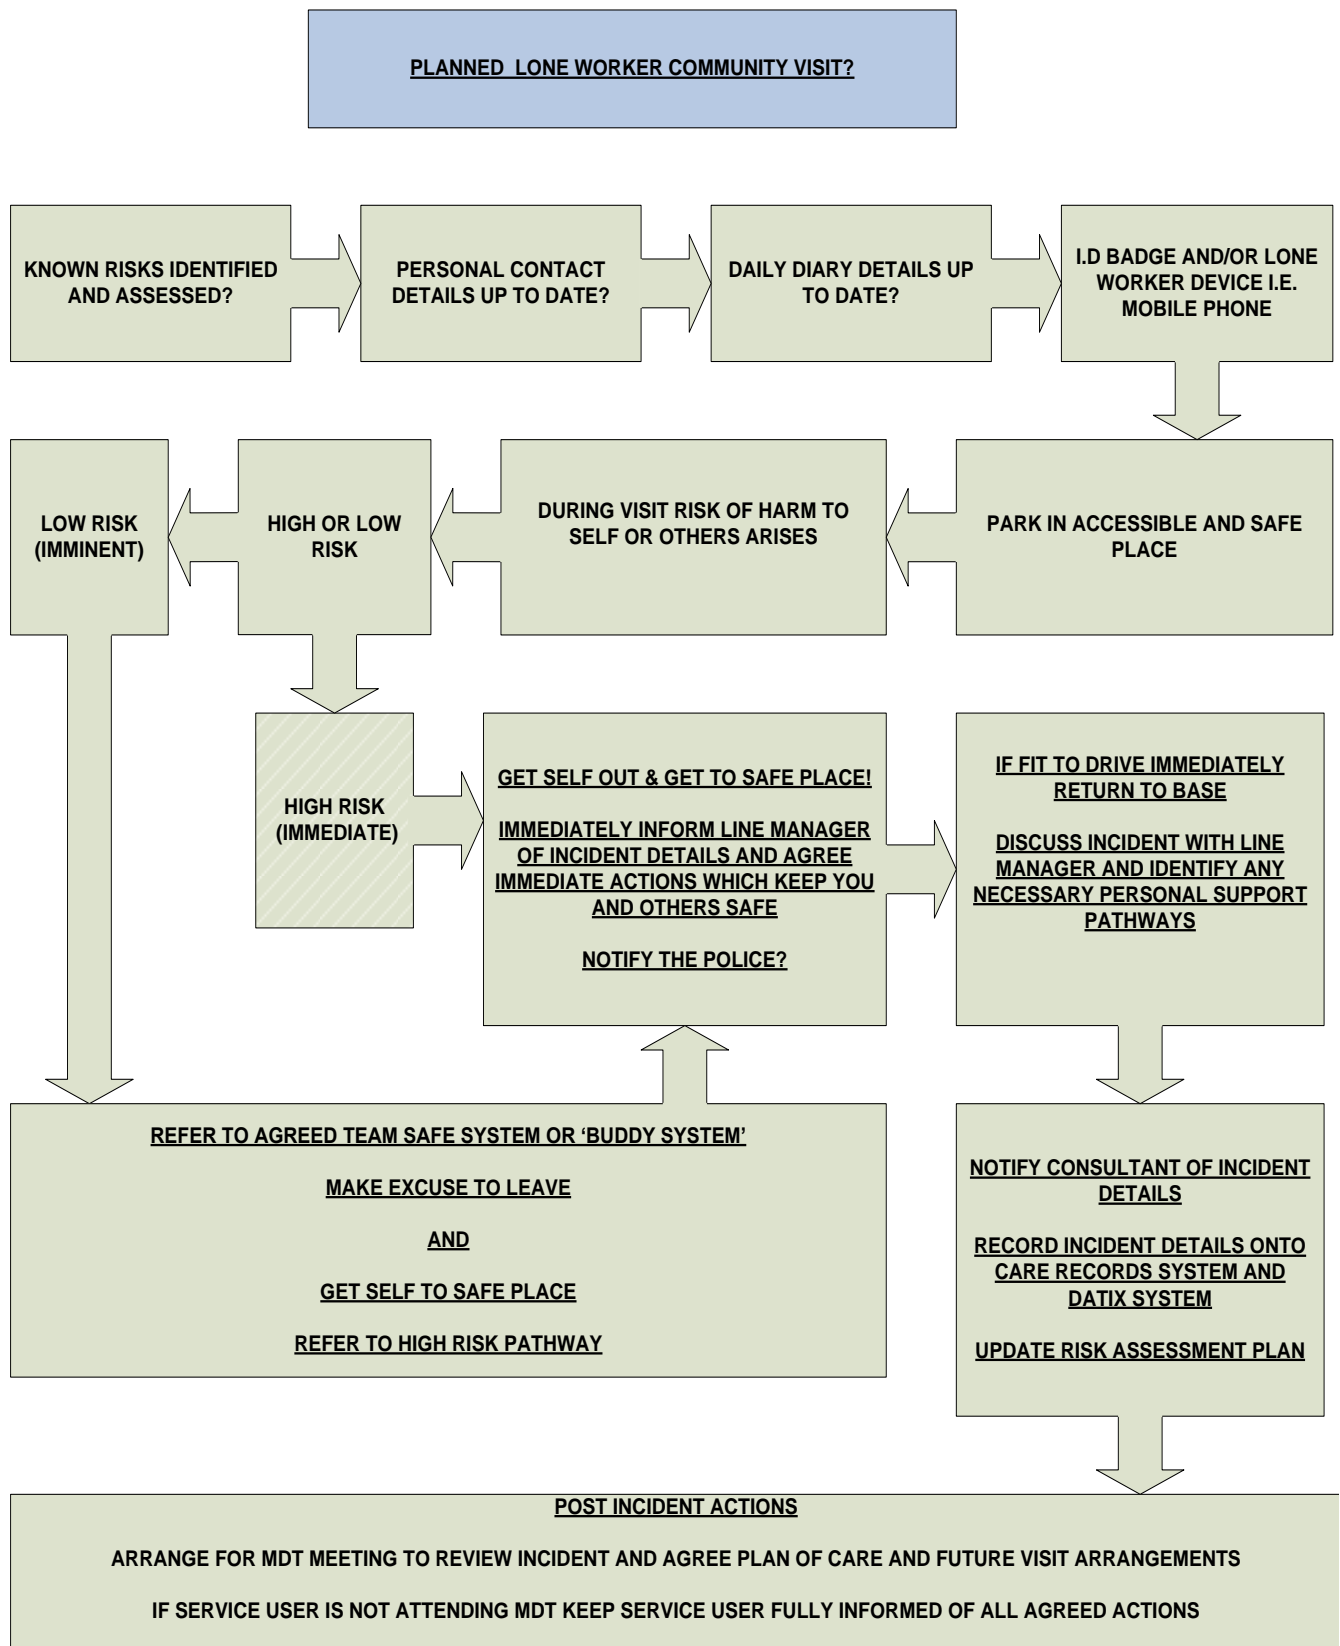 PLANNED  LONE WORKER COMMUNITY VISIT?
KNOWN RISKS IDENTIFIED
AND ASSESSED?
PERSONAL CONTACT
DETAILS UP TO DATE?
DAILY DIARY DETAILS UP
TO DATE?
I.D BADGE AND/OR LONE
WORKER DEVICE I.E.
MOBILE PHONE
LOW RISK
(IMMINENT)
HIGH OR LOW
RISK
DURING VISIT RISK OF HARM TO
SELF OR OTHERS ARISES
PARK IN ACCESSIBLE AND SAFE
PLACE
HIGH RISK
(IMMEDIATE)
GET SELF OUT & GET TO SAFE PLACE!
IMMEDIATELY INFORM LINE MANAGER
OF INCIDENT DETAILS AND AGREE
IMMEDIATE ACTIONS WHICH KEEP YOU
AND OTHERS SAFE
NOTIFY THE POLICE?
IF FIT TO DRIVE IMMEDIATELY
RETURN TO BASE
DISCUSS INCIDENT WITH LINE
MANAGER AND IDENTIFY ANY
NECESSARY PERSONAL SUPPORT
PATHWAYS
REFER TO AGREED TEAM SAFE SYSTEM OR ‘BUDDY SYSTEM’
MAKE EXCUSE TO LEAVE
AND
GET SELF TO SAFE PLACE
REFER TO HIGH RISK PATHWAY
NOTIFY CONSULTANT OF INCIDENT
DETAILS
RECORD INCIDENT DETAILS ONTO
CARE RECORDS SYSTEM AND
DATIX SYSTEM
UPDATE RISK ASSESSMENT PLAN
POST INCIDENT ACTIONS
ARRANGE FOR MDT MEETING TO REVIEW INCIDENT AND AGREE PLAN OF CARE AND FUTURE VISIT ARRANGEMENTS
IF SERVICE USER IS NOT ATTENDING MDT KEEP SERVICE USER FULLY INFORMED OF ALL AGREED ACTIONS